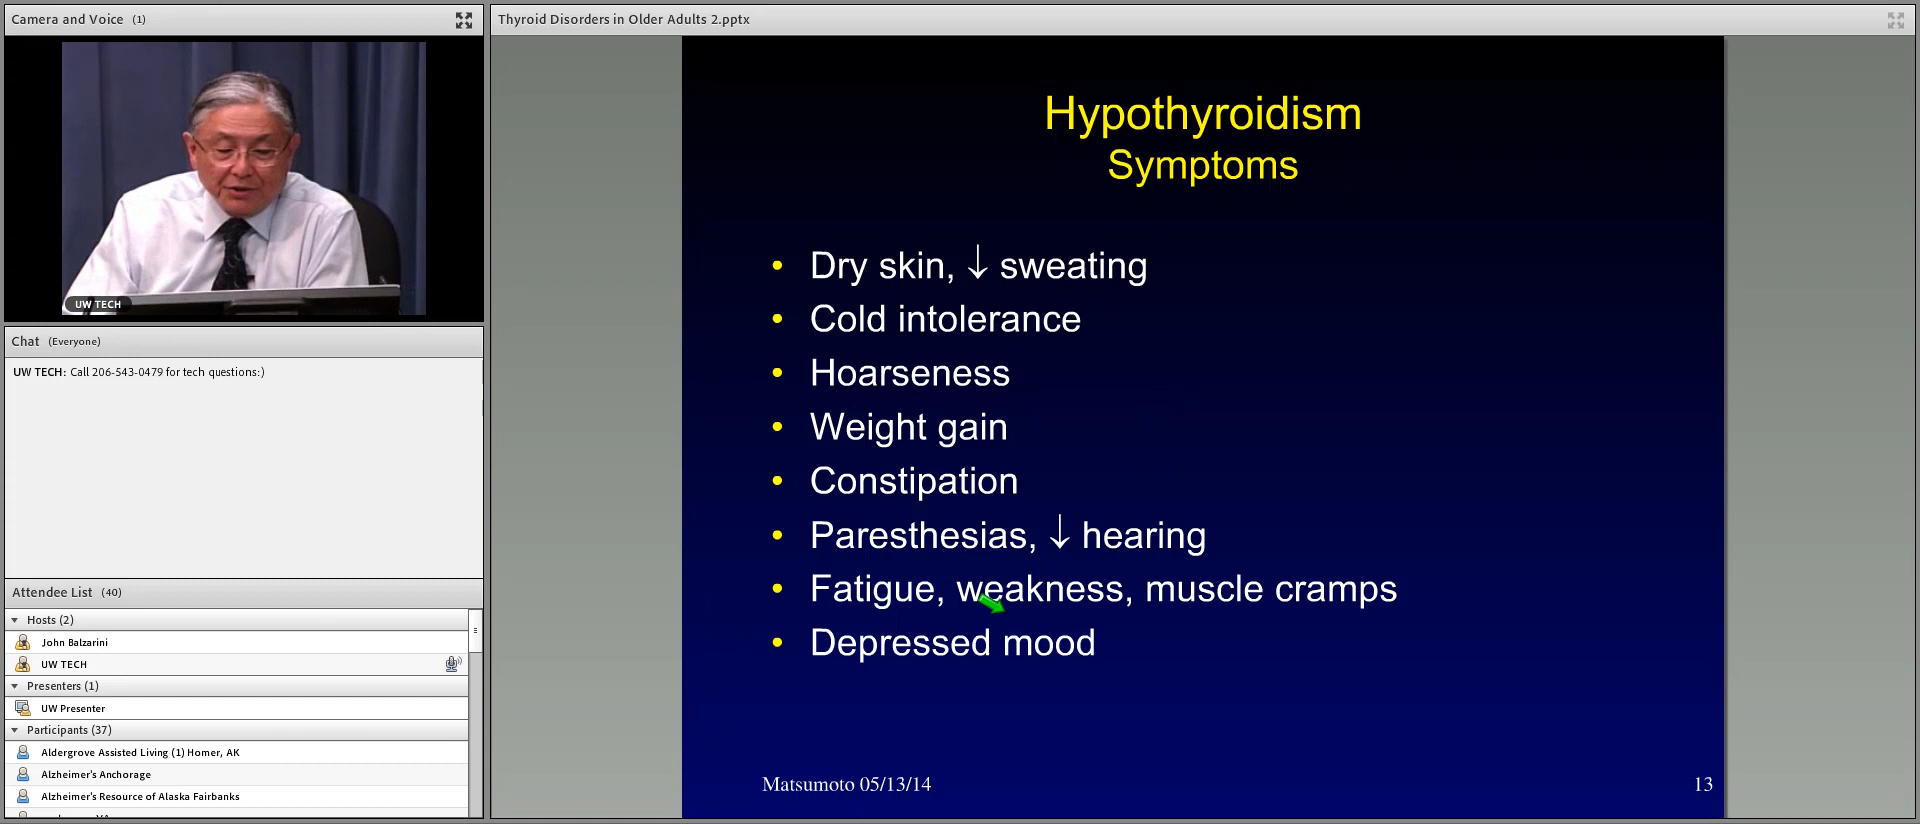 Camera and Voice (1)
UW TECH
Chat (Everyone)
UW TECH: Call 206-543-0479 for tech questions:)
Attendee List (40)
Hosts (2)
John Balzarini
UW TECH
Presenters (1)
UW Presenter
Participants (37)
Aldergrove Assisted Living (1) Homer, AK
Alzheimer's Anchorage
Alzheimer's Resource of Alaska Fairbanks
Thyroid Disorders in Older Adults 2.pptx
Hypothyroidism
Symptoms
• Dry skin, ↓ sweating
• Cold intolerance
• Hoarseness
• Weight gain
• Constipation
• Paresthesias, ↓ hearing
• Fatigue, weakness, muscle cramps
• Depressed mood
Matsumoto 05/13/14
13